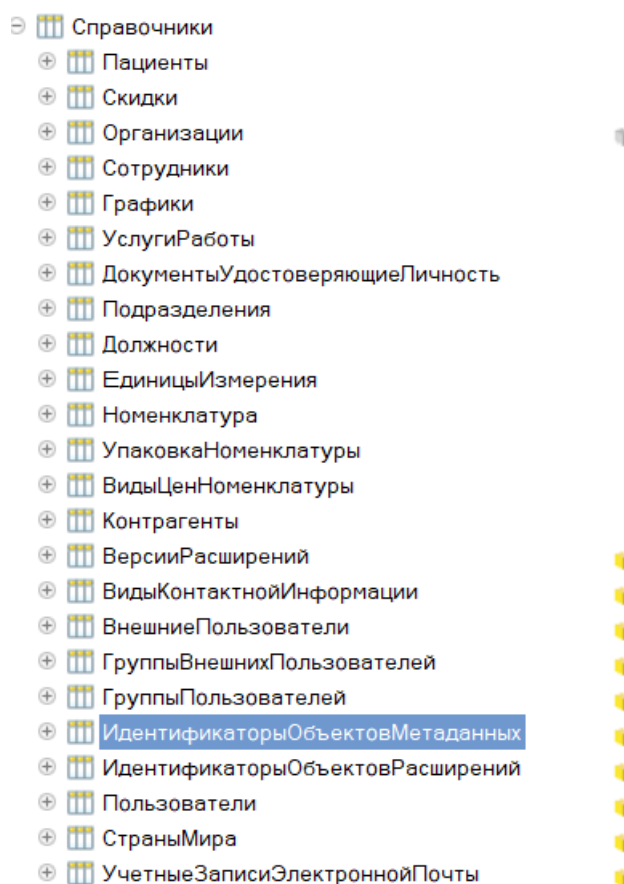 Справочники
Пациенты
Скидки
Организации
Сотрудники
Графики
УслугиРаботы
ДокументыУдостоверяющиеЛичность
Подразделения
Должности
ЕдиницыИзмерения
Номенклатура
УпаковкаНоменклатуры
ВидыЦенНоменклатуры
Контрагенты
ВерсииРасширений
ВидыКонтактнойИнформации
ВнешниеПользователи
ГруппыВнешнихПользователей
ГруппыПользователей
ИдентификаторыОбъектовМетаданных
ИдентификаторыОбъектовРасширений
Пользователи
СтраныМира
УчетныеЗаписиЭлектроннойПочты